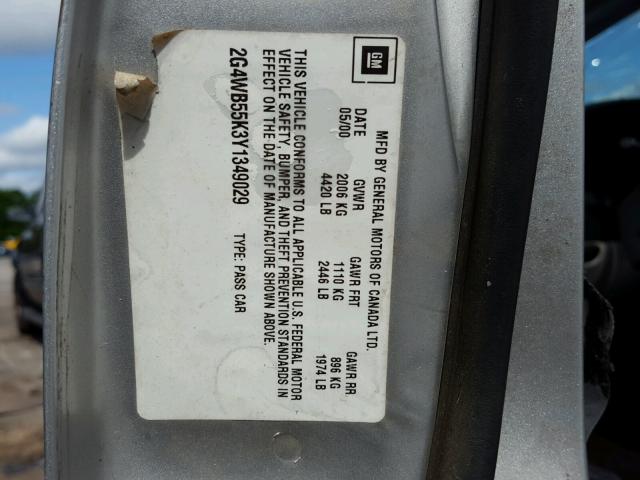 GM
MFD BY GENERAL MOTORS OF CANADA LTD.
DATE GVWR GAWR FRT GAWR RR
05/00 2006 KG 1110 KG 896 KG
4420 LB 2446 LB 1974 LB
THIS VEHICLE CONFORMS TO ALL APPLICABLE U.S. FEDERAL MOTOR
VEHICLE SAFETY, BUMPER, AND THEFT PREVENTION STANDARDS IN
EFFECT ON THE DATE OF MANUFACTURE SHOWN ABOVE.
2G4WB55K3Y1349029 TYPE: PASS CAR